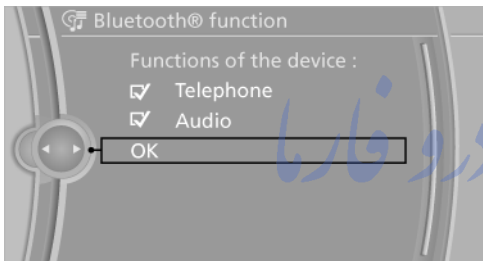 Bluetooth® function
Functions of the device :
Telephone
Audio
OK